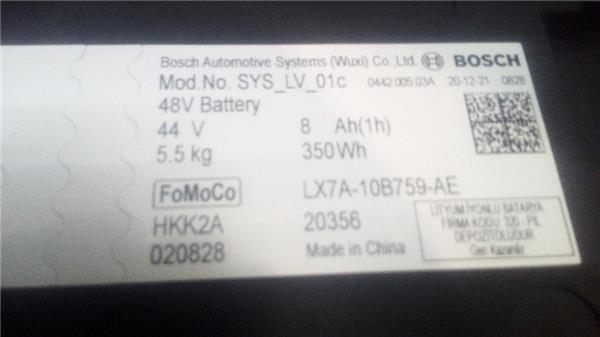 Bosch Automotive Systems (Wuxi) Co.,Ltd. BOSCH
Mod.No. SYS_LV_01c 0442.005.03A 20-12-21 0828
48V Battery
44 V 8 Ah(1h)
5.5 kg 350Wh
FoMoCo LX7A-10B759-AE
HKK2A 20356
020828 Made in China
LİTYUM İYONLU BATARYA
FİRMA KODU 320 - PİL
DEPOZİTOLUDUR
Geri Kazanılır